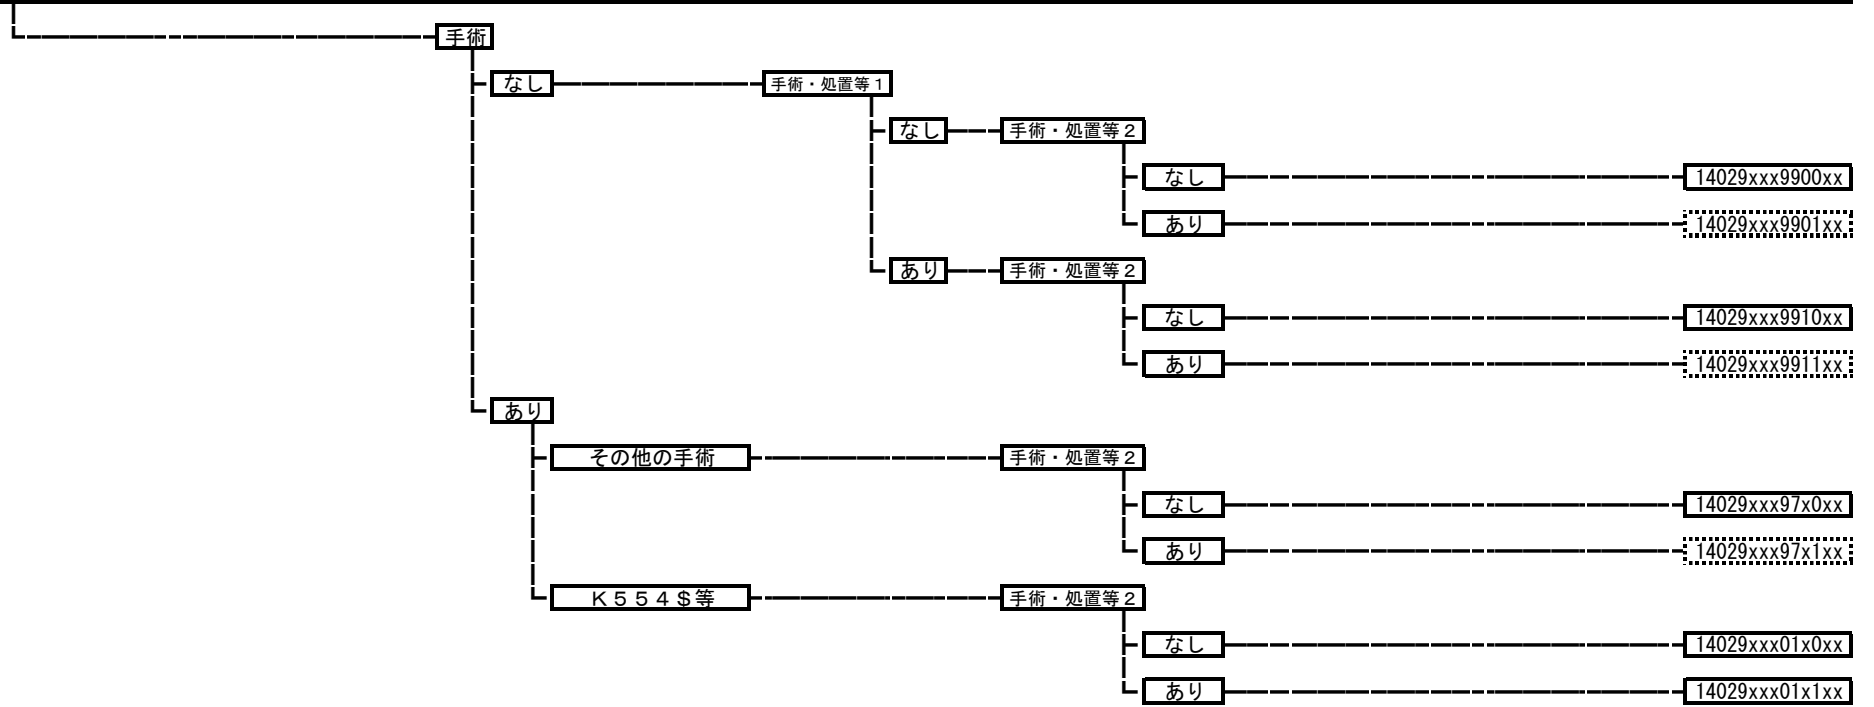 手術
なし 手術・処置等1
なし 手術・処置等2
なし 14029xxx9900xx
あり 14029xxx9901xx
あり 手術・処置等2
なし 14029xxx9910xx
あり 14029xxx9911xx
あり
その他の手術 手術・処置等2
なし 14029xxx97x0xx
あり 14029xxx97x1xx
K554$等 手術・処置等2
なし 14029xxx01x0xx
あり 14029xxx01x1xx